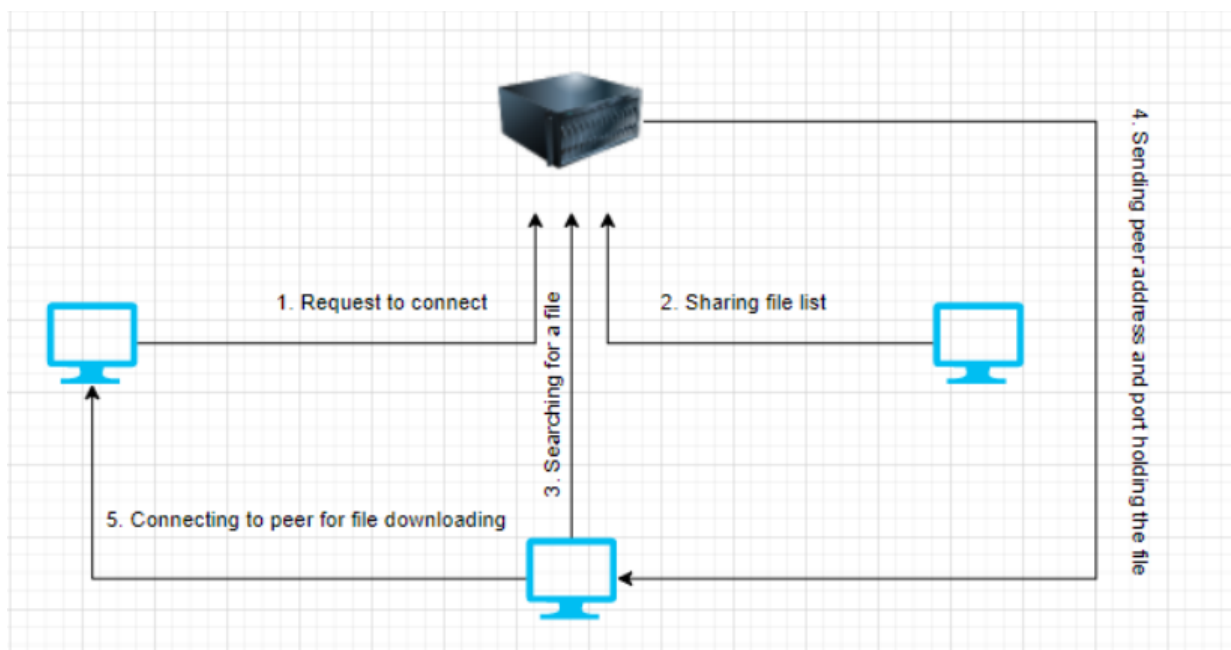 1. Request to connect
2. Sharing file list
3. Searching for a file
4. Sending peer address and port holding the file
5. Connecting to peer for file downloading